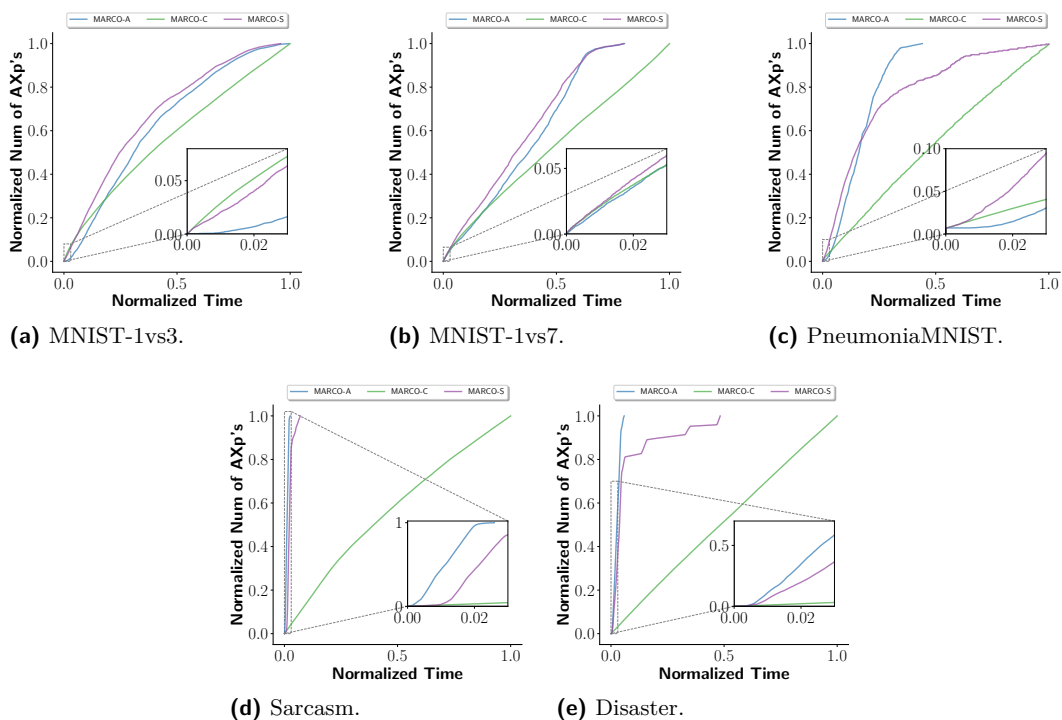 MARCO-A MARCO-C MARCO-S
Normalized Num of AXp's
1.0
0.8
0.6
0.4
0.2
0.0
0.05
0.00
0.00 0.02
0.0 0.5 1.0
Normalized Time
(a) MNIST-1vs3.
MARCO-A MARCO-C MARCO-S
Normalized Num of AXp's
1.0
0.8
0.6
0.4
0.2
0.0
0.05
0.00
0.00 0.02
0.0 0.5 1.0
Normalized Time
(b) MNIST-1vs7.
MARCO-A MARCO-C MARCO-S
Normalized Num of AXp's
1.0
0.8
0.6
0.4
0.2
0.0
0.10
0.05
0.00
0.00 0.02
0.0 0.5 1.0
Normalized Time
(c) PneumoniaMNIST.
MARCO-A MARCO-C MARCO-S
Normalized Num of AXp's
1.0
0.8
0.6
0.4
0.2
0.0
1
0
0.00 0.02
0.0 0.5 1.0
Normalized Time
(d) Sarcasm.
MARCO-A MARCO-C MARCO-S
Normalized Num of AXp's
1.0
0.8
0.6
0.4
0.2
0.0
0.5
0.0
0.00 0.02
0.0 0.5 1.0
Normalized Time
(e) Disaster.